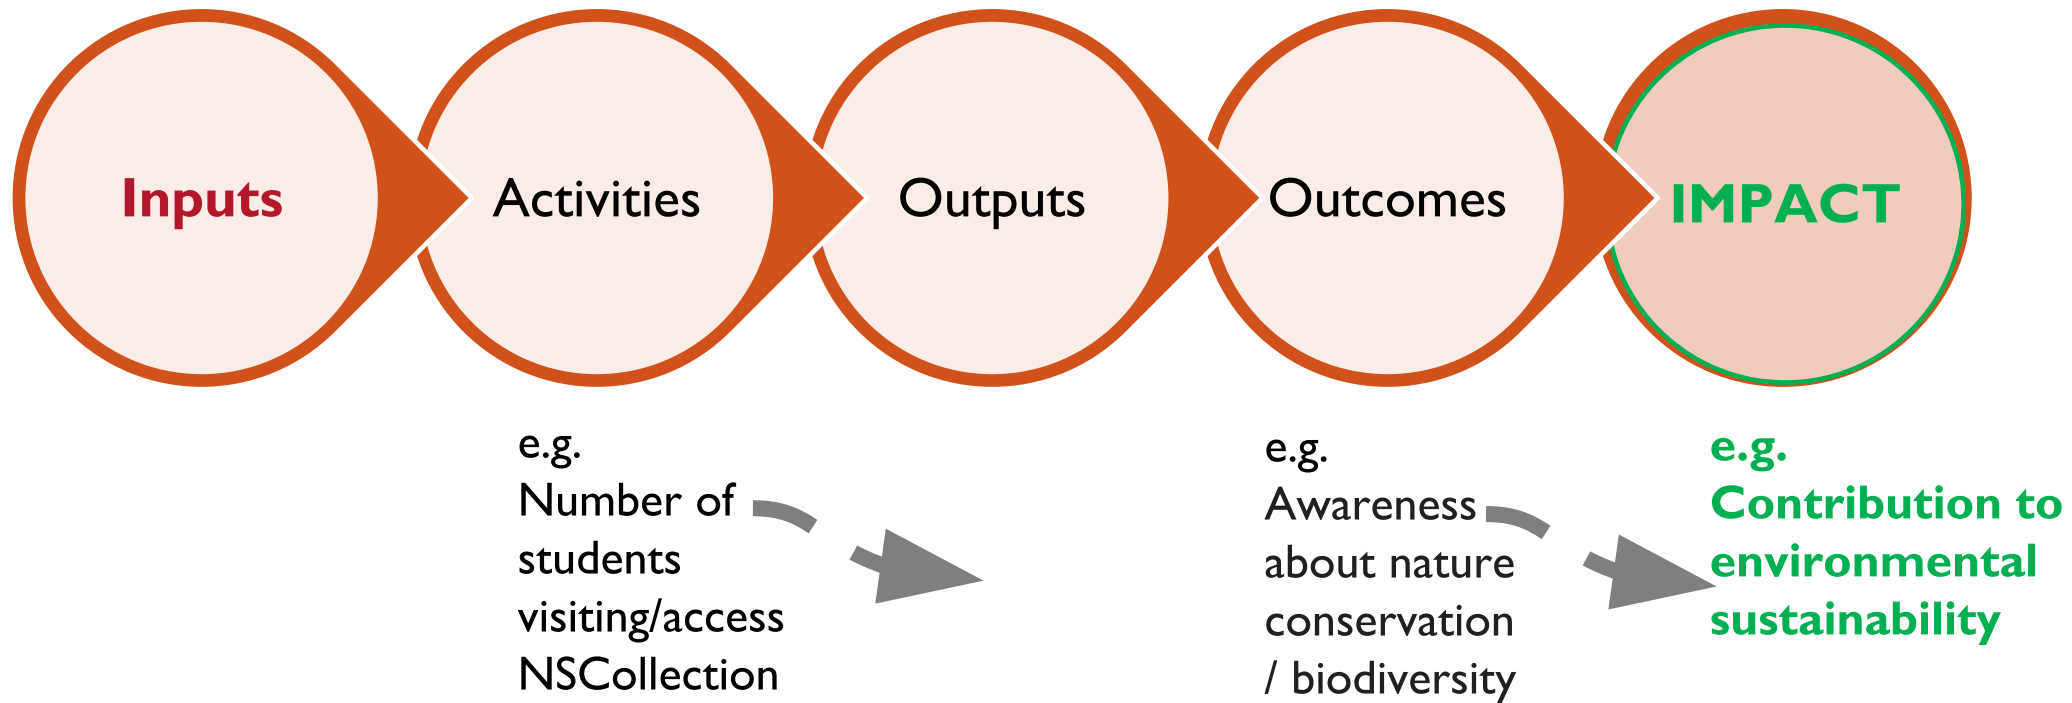 Inputs
Activities
Outputs
Outcomes
IMPACT
e.g.
Number of
students
visiting/access
NSCollection
e.g.
Awareness
about nature
conservation
/ biodiversity
e.g.
Contribution to
environmental
sustainability